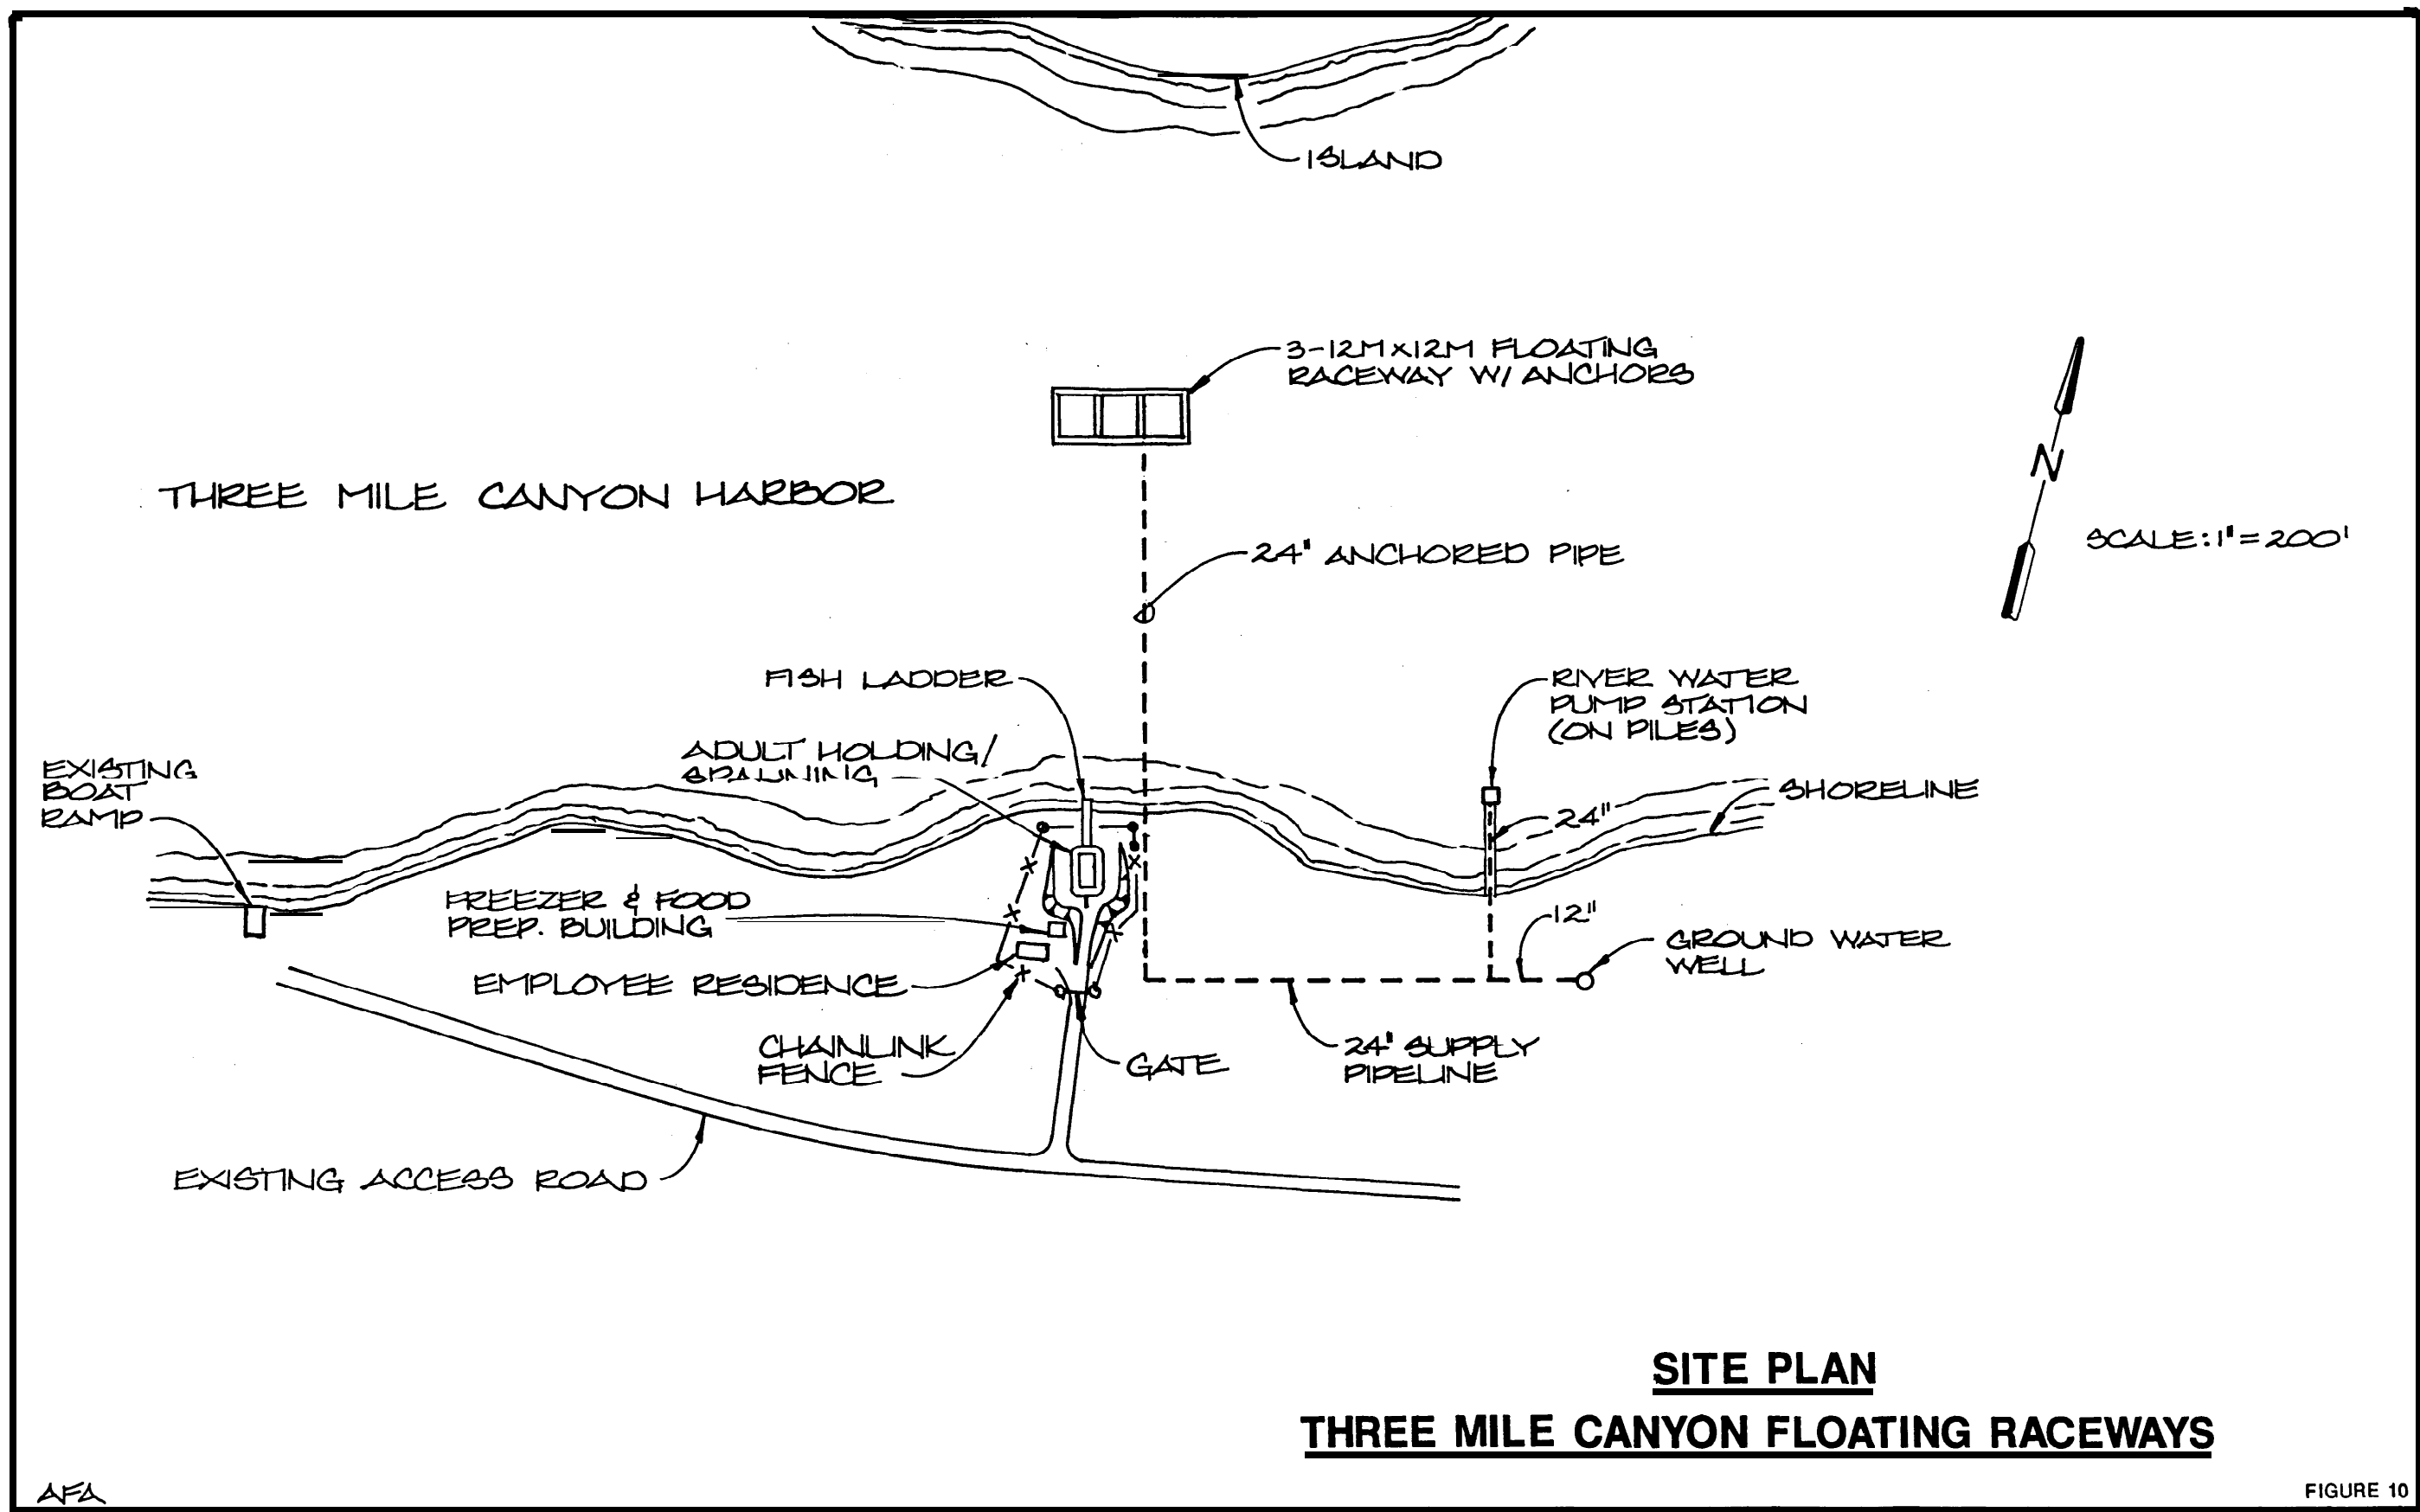 ISLAND
3-12M x 12M FLOATING
RACEWAY W/ ANCHORS
N
THREE MILE CANYON HARBOR
SCALE: 1" = 200'
24" ANCHORED PIPE
FISH LADDER
RIVER WATER
PUMP STATION
(ON PILES)
ADULT HOLDING/
SPAWNING
EXISTING
BOAT
RAMP
SHORELINE
24"
FREEZER & FOOD
PREP. BUILDING
12"
GROUND WATER
WELL
EMPLOYEE RESIDENCE
CHAINLINK
FENCE
GATE
24" SUPPLY
PIPELINE
EXISTING ACCESS ROAD
SITE PLAN
THREE MILE CANYON FLOATING RACEWAYS
AFA
FIGURE 10